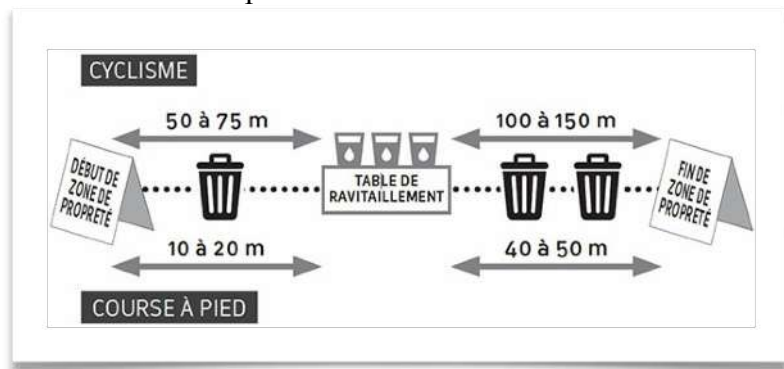 CYCLISME
50 à 75 m
100 à 150 m
DÉBUT DE
ZONE DE
PROPRETÉ
TABLE DE
RAVITAILLEMENT
FIN DE
ZONE DE
PROPRETÉ
10 à 20 m
40 à 50 m
COURSE À PIED